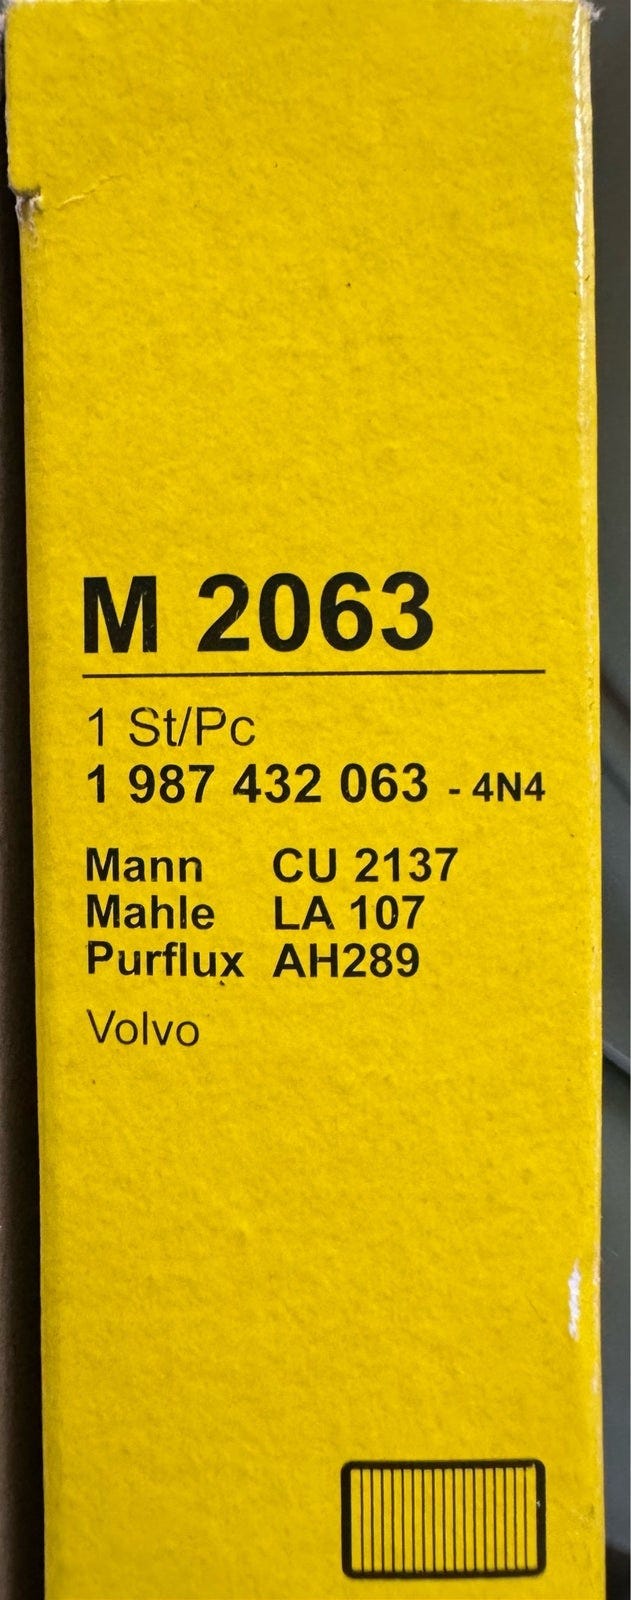 M 2063
1 St/Pc
1 987 432 063 - 4N4
Mann CU 2137
Mahle LA 107
Purflux AH289
Volvo